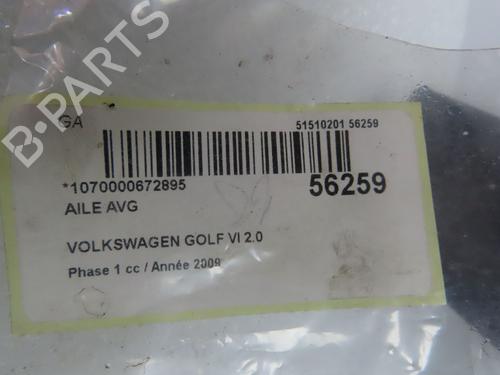 GA
51510201 56259
*1070000672895
56259
AILE AVG
VOLKSWAGEN GOLF VI 2.0
Phase 1 cc / Année 2009
B-PARTS